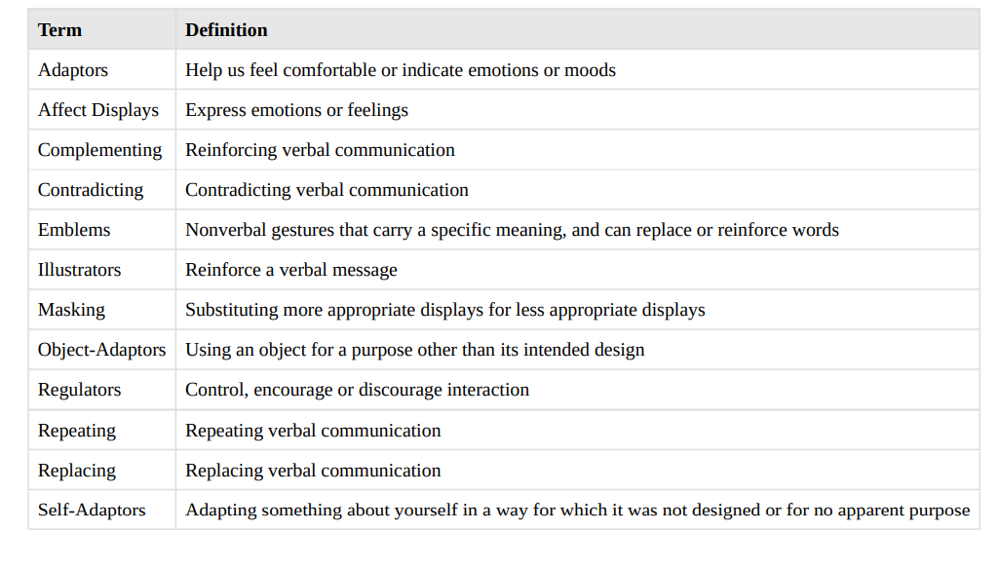 Term Definition
Adaptors Help us feel comfortable or indicate emotions or moods
Affect Displays Express emotions or feelings
Complementing Reinforcing verbal communication
Contradicting Contradicting verbal communication
Emblems Nonverbal gestures that carry a specific meaning, and can replace or reinforce words
Illustrators Reinforce a verbal message
Masking Substituting more appropriate displays for less appropriate displays
Object-Adaptors Using an object for a purpose other than its intended design
Regulators Control, encourage or discourage interaction
Repeating Repeating verbal communication
Replacing Replacing verbal communication
Self-Adaptors Adapting something about yourself in a way for which it was not designed or for no apparent purpose